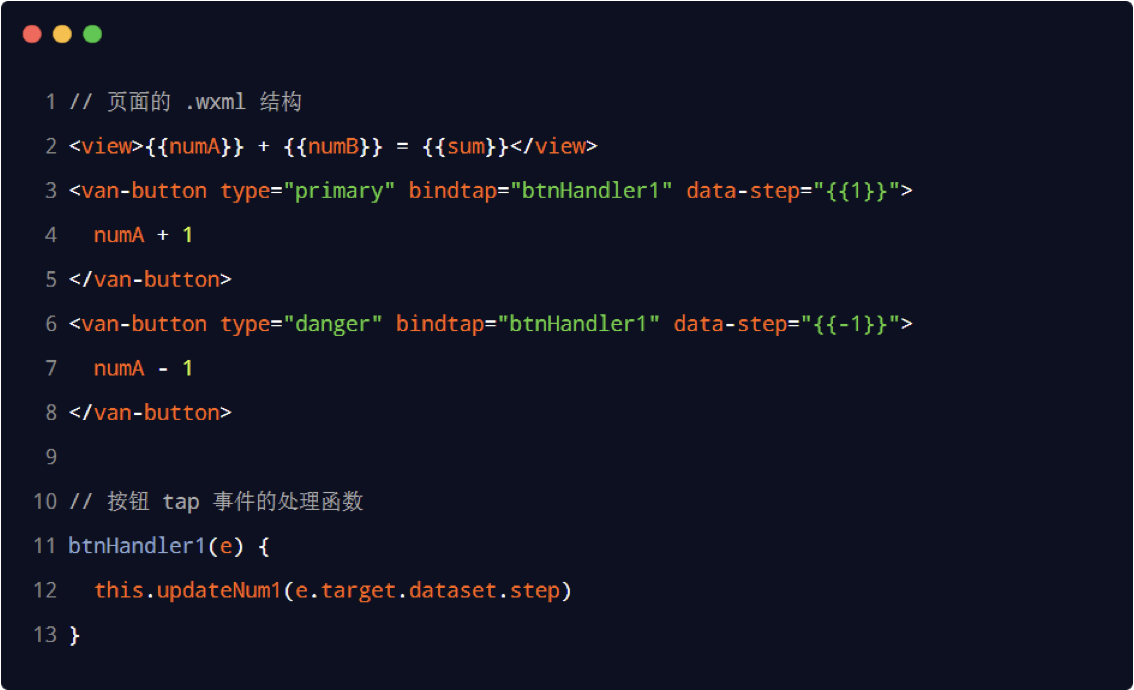 1 // 页面的 .wxml 结构
2 <view>{{numA}} + {{numB}} = {{sum}}</view>
3 <van-button type="primary" bindtap="btnHandler1" data-step="{{1}}">
4   numA + 1
5 </van-button>
6 <van-button type="danger" bindtap="btnHandler1" data-step="{{-1}}">
7   numA - 1
8 </van-button>
9
10 // 按钮 tap 事件的处理函数
11 btnHandler1(e) {
12   this.updateNum1(e.target.dataset.step)
13 }